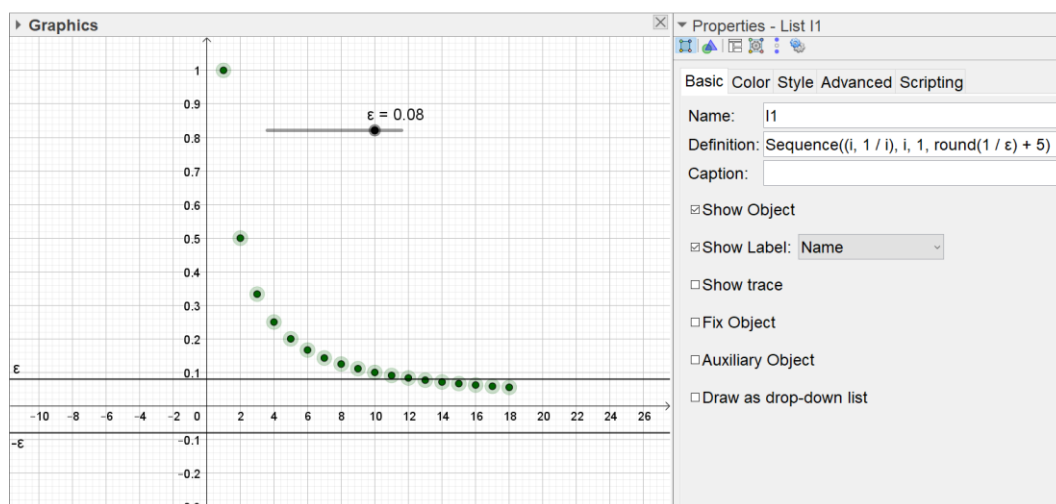 Graphics
1
0.9
ε = 0.08
0.8
0.7
0.6
0.5
0.4
0.3
0.2
ε
0.1
−10 −8 −6 −4 −2 0 2 4 6 8 10 12 14 16 18 20 22 24 26
-ε
−0.1
−0.2
Properties - List l1
Basic Color Style Advanced Scripting
Name: l1
Definition: Sequence((i, 1 / i), i, 1, round(1 / ε) + 5)
Caption:
Show Object
Show Label: Name
Show trace
Fix Object
Auxiliary Object
Draw as drop-down list